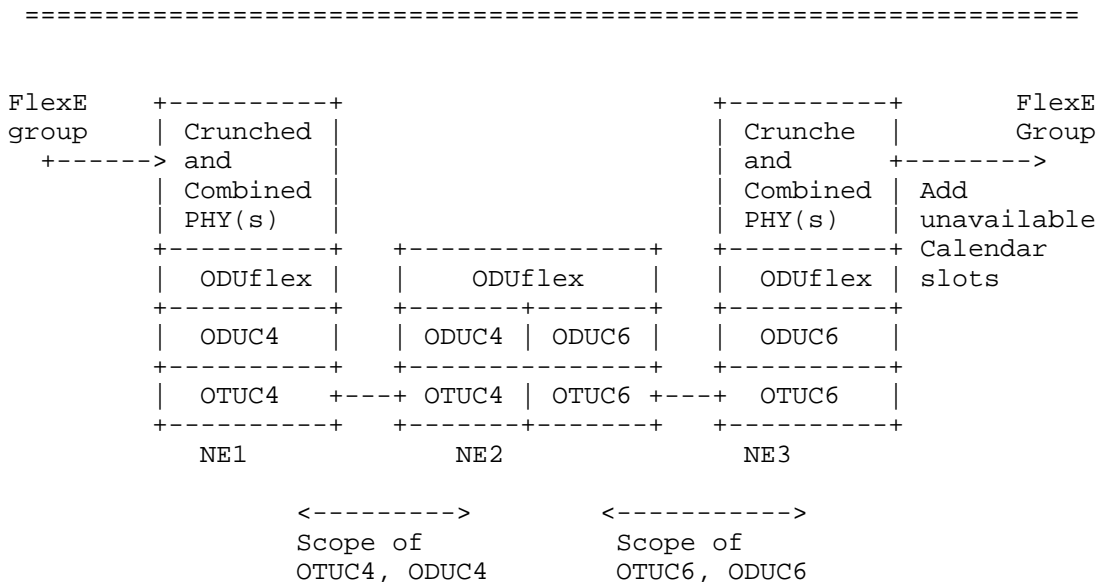 ==================================================================
FlexE     +----------+                        +----------+       FlexE
group     | Crunched |                        | Crunche  |       Group
  +------> and       |                        | and      +-------->
          | Combined |                        | Combined | Add
          | PHY(s)   |                        | PHY(s)   | unavailable
          +----------+    +---------------+   +----------+ Calendar
          |  ODUflex |    |    ODUflex    |   |  ODUflex | slots
          +----------+    +-------+-------+   +----------+
          |  ODUC4   |    | ODUC4 | ODUC6 |   |  ODUC6   |
          +----------+    +---------------+   +----------+
          |  OTUC4   +---+ OTUC4 | OTUC6 +---+  OTUC6   |
          +----------+    +-------+-------+   +----------+
             NE1             NE2                 NE3
                   <--------->        <----------->
                   Scope of            Scope of
                   OTUC4, ODUC4        OTUC6, ODUC6